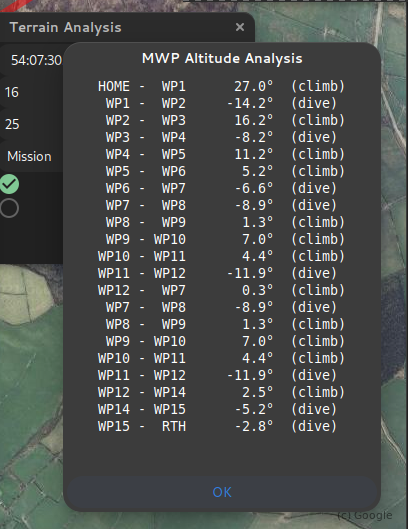 Terrain Analysis ×
54:07:30
16
25
Mission
MWP Altitude Analysis
HOME - WP1 27.0° (climb)
WP1 - WP2 -14.2° (dive)
WP2 - WP3 16.2° (climb)
WP3 - WP4 -8.2° (dive)
WP4 - WP5 11.2° (climb)
WP5 - WP6 5.2° (climb)
WP6 - WP7 -6.6° (dive)
WP7 - WP8 -8.9° (dive)
WP8 - WP9 1.3° (climb)
WP9 - WP10 7.0° (climb)
WP10 - WP11 4.4° (climb)
WP11 - WP12 -11.9° (dive)
WP12 - WP7 0.3° (climb)
WP7 - WP8 -8.9° (dive)
WP8 - WP9 1.3° (climb)
WP9 - WP10 7.0° (climb)
WP10 - WP11 4.4° (climb)
WP11 - WP12 -11.9° (dive)
WP12 - WP14 2.5° (climb)
WP14 - WP15 -5.2° (dive)
WP15 - RTH -2.8° (dive)
OK
(c) Google